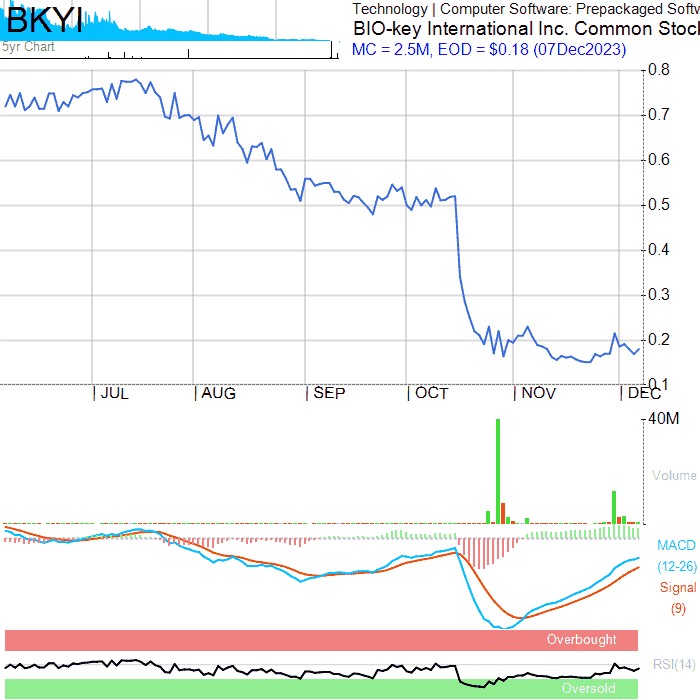 BKYI
5yr Chart
Technology | Computer Software: Prepackaged Softw
BIO-key International Inc. Common Stoc
MC = 2.5M, EOD = $0.18 (07Dec2023)
0.8
0.7
0.6
0.5
0.4
0.3
0.2
0.1
JUL AUG SEP OCT NOV DEC
40M
Volume
MACD
(12-26)
Signal
(9)
Overbought
RSI(14)
Oversold